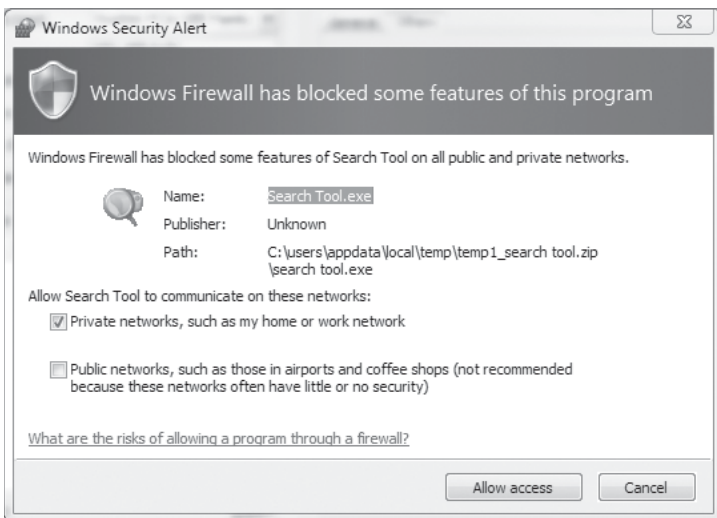 Windows Security Alert
Windows Firewall has blocked some features of this program
Windows Firewall has blocked some features of Search Tool on all public and private networks.
Name: Search Tool.exe
Publisher: Unknown
Path: C:\users\appdata\local\temp\temp1_search tool.zip
\search tool.exe
Allow Search Tool to communicate on these networks:
Private networks, such as my home or work network
Public networks, such as those in airports and coffee shops (not recommended
because these networks often have little or no security)
What are the risks of allowing a program through a firewall?
Allow access
Cancel